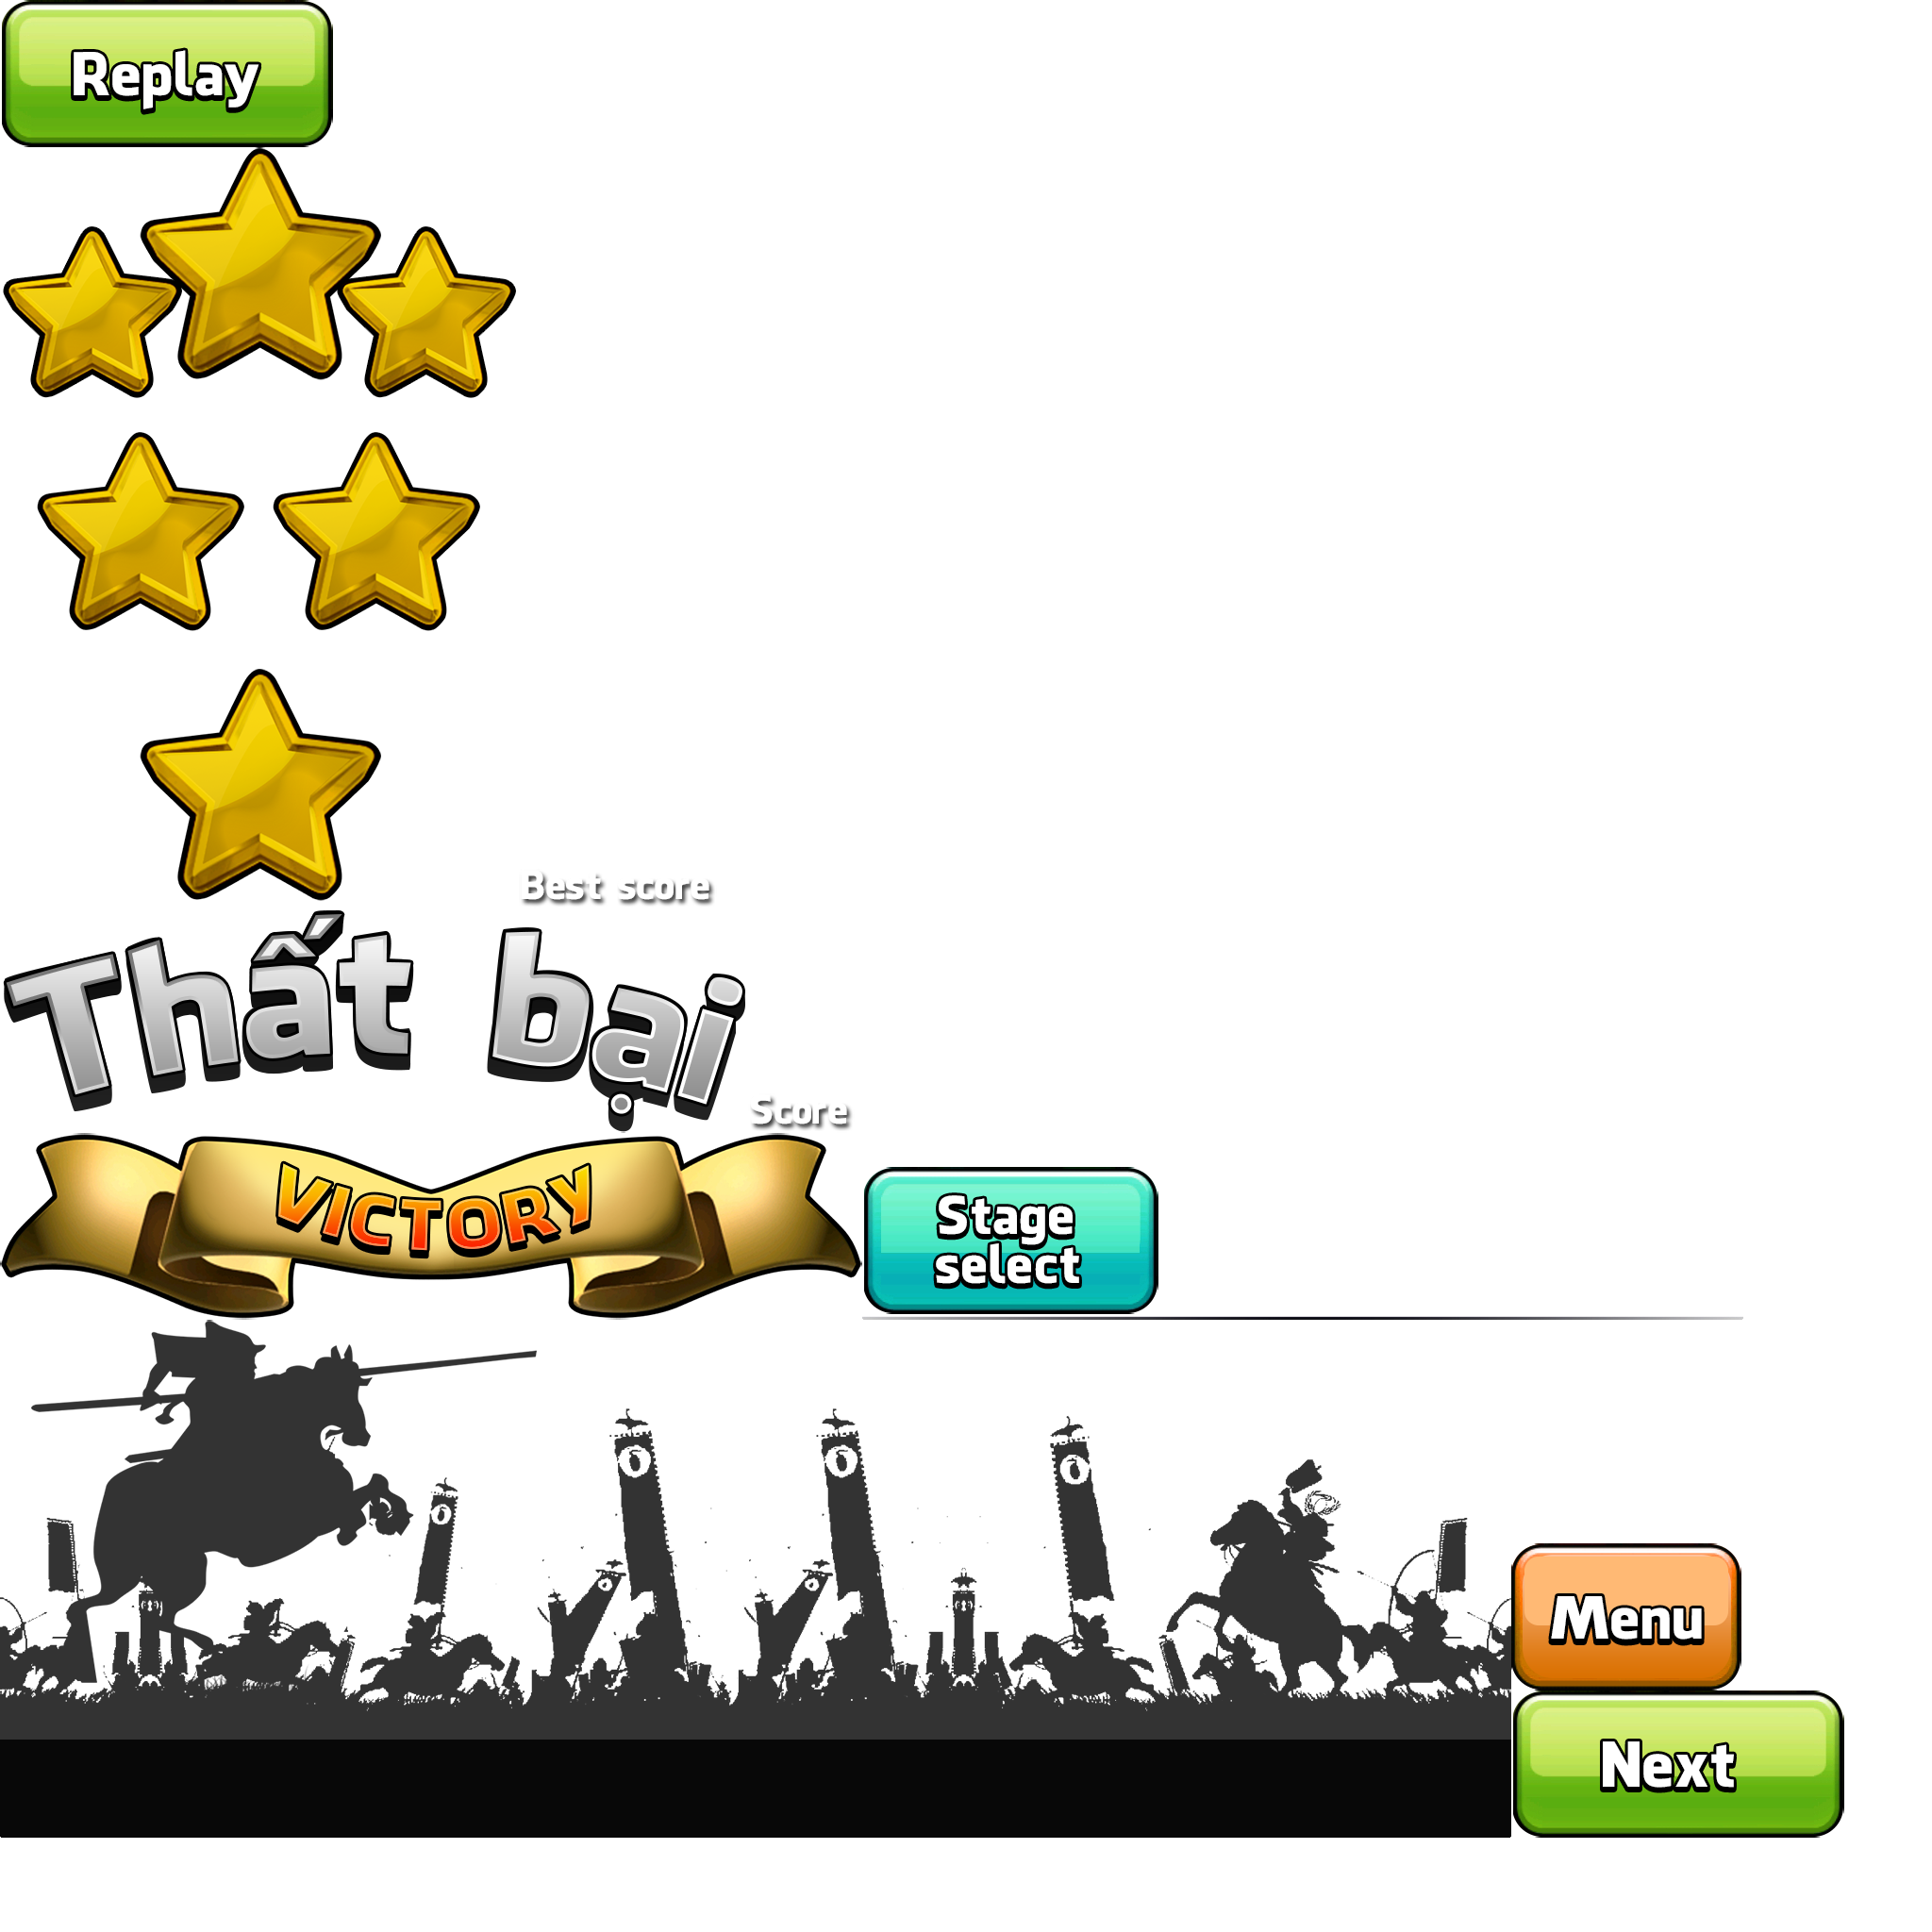 Replay
Best score
Thất bại
Score
VICTORY
Stage
select
Menu
Next